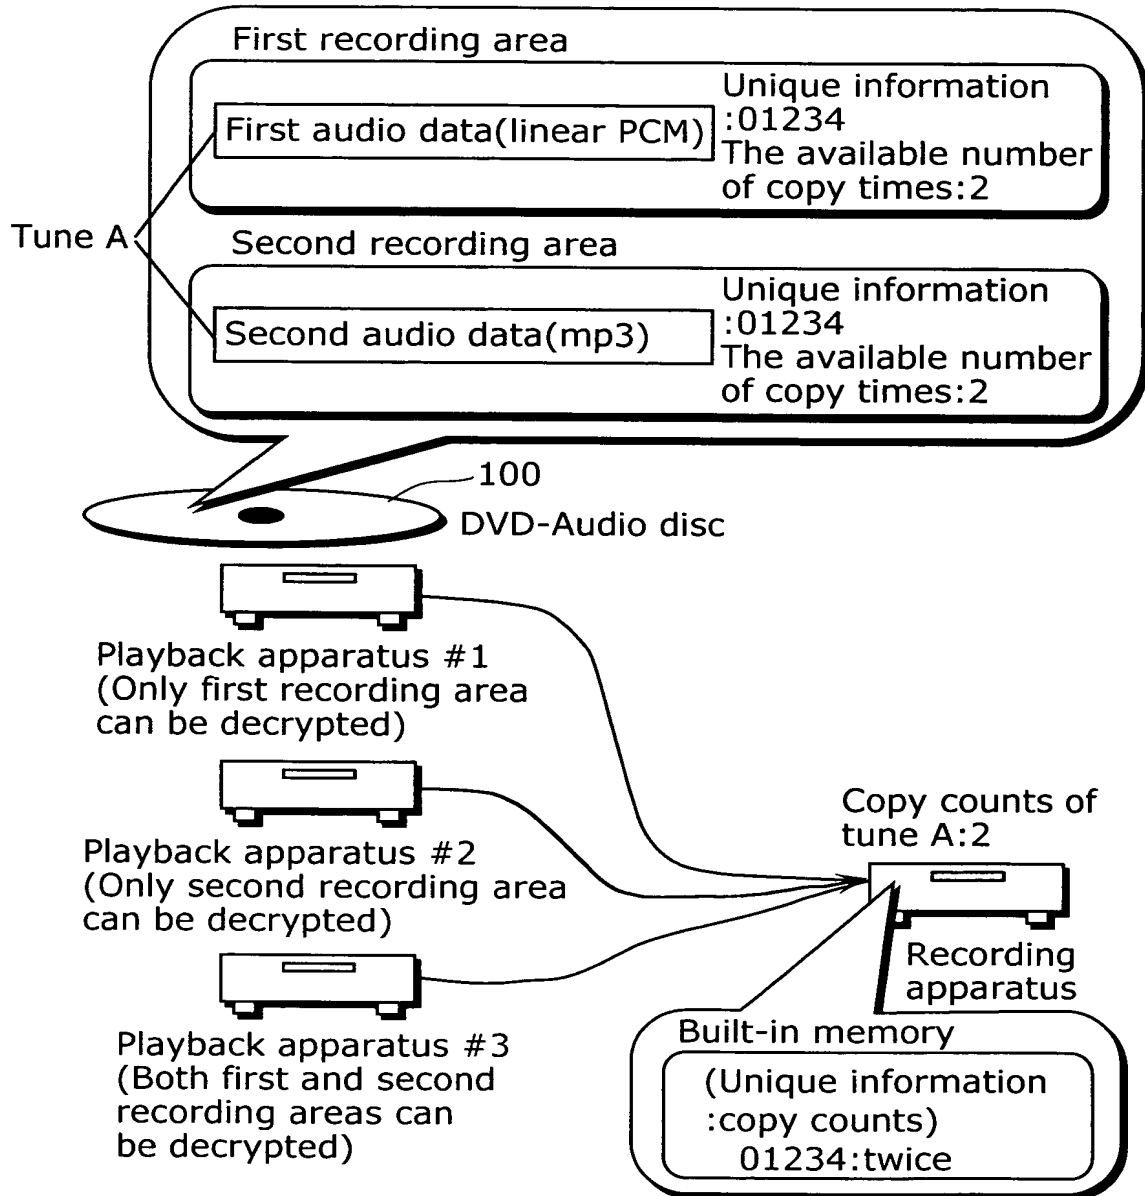 First recording area
First audio data(linear PCM)
Unique information
:01234
The available number
of copy times:2
Tune A
Second recording area
Second audio data(mp3)
Unique information
:01234
The available number
of copy times:2
100
DVD-Audio disc
Playback apparatus #1
(Only first recording area
can be decrypted)
Playback apparatus #2
(Only second recording area
can be decrypted)
Playback apparatus #3
(Both first and second
recording areas can
be decrypted)
Copy counts of
tune A:2
Recording
apparatus
Built-in memory
(Unique information
:copy counts)
01234:twice